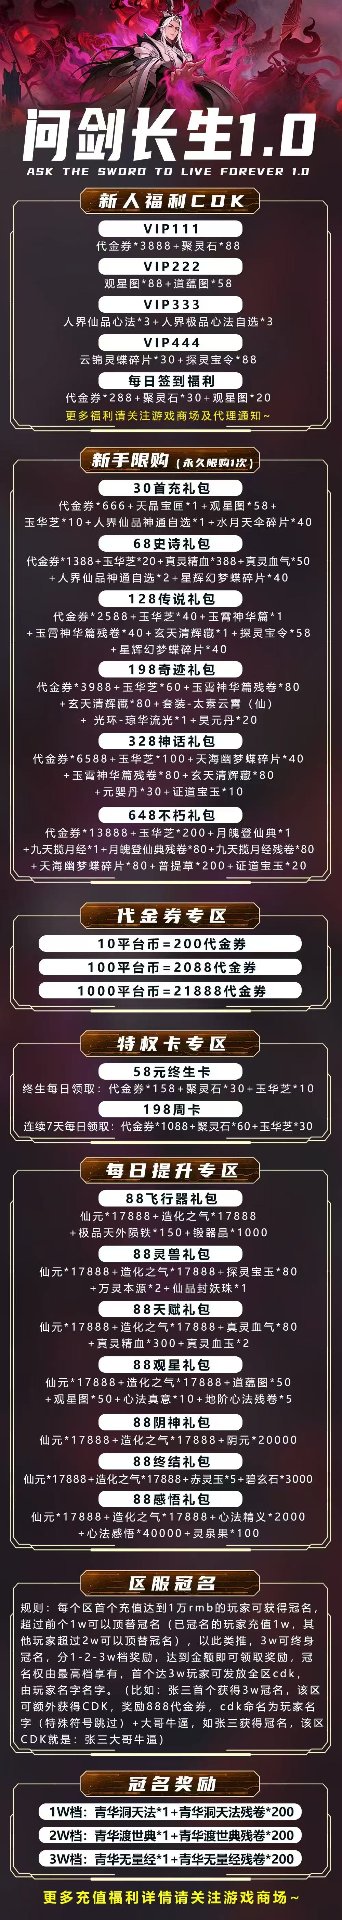 问剑长生1.0
ASK THE SWORD TO LIVE FOREVER 1.0
新人福利CDK
VIP111
代金券*3888+聚灵石*88
VIP222
观星图*88+道蕴图*58
VIP333
人界仙品心法*3+人界极品心法自选*3
VIP444
云锦灵蝶碎片*30+探灵宝令*88
每日签到福利
代金券*288+聚灵石*30+观星图*20
更多福利请关注游戏商场及代理通知~
新手限购（永久限购1次）
30首充礼包
代金券*666+天品宝匣*1+观星图*58+
玉华芝*10+人界仙品神通自选*1+水月天伞碎片*40
68史诗礼包
代金券*1388+玉华芝*20+真灵精血*388+真灵血气*50
+人界仙品神通自选*2+星辉幻梦蝶碎片*40
128传说礼包
代金券*2588+玉华芝*40+玉霄神华篇*1
+玉霄神华篇残卷*40+玄天清辉藏*1+探灵宝令*58
+星辉幻梦蝶碎片*40
198奇迹礼包
代金券*3988+玉华芝*60+玉霄神华篇残卷*80
+玄天清辉藏*80+套装-太素云霄（仙）
+ 光环-琼华流光*1+昊元丹*20
328神话礼包
代金券*6588+玉华芝*100+天海幽梦蝶碎片*40
+玉霄神华篇残卷*80+玄天清辉藏*80
+元婴丹*30+证道宝玉*10
648不朽礼包
代金券*13888+玉华芝*200+月魄登仙典*1
+九天揽月经*1+月魄登仙典残卷*80+九天揽月经残卷*80
+天海幽梦蝶碎片*80+菩提草*200+证道宝玉*20
代金券专区
10平台币=200代金券
100平台币=2088代金券
1000平台币=21888代金券
特权卡专区
58元终生卡
终生每日领取：代金券*158+聚灵石*30+玉华芝*10
198周卡
连续7天每日领取：代金券*1088+聚灵石*60+玉华芝*30
每日提升专区
88飞行器礼包
仙元*17888+造化之气*17888
+极品天外陨铁*150+锻器晶*1000
88灵兽礼包
仙元*17888+造化之气*17888+探灵宝玉*80
+万灵本源*2+仙品封妖珠*1
88天赋礼包
仙元*17888+造化之气*17888+真灵血气*80
+真灵精血*300+真灵血玉*2
88观星礼包
仙元*17888+造化之气*17888+道蕴图*50
+观星图*50+心法真意*10+地阶心法残卷*5
88阴神礼包
仙元*17888+造化之气*17888+阴元*20000
88终结礼包
仙元*17888+造化之气*17888+赤灵玉*5+碧玄石*3000
88感悟礼包
仙元*17888+造化之气*17888+心法精义*2000
+心法感悟*40000+灵泉果*100
区服冠名
规则：每个区首个充值达到1万rmb的玩家可获得冠名，
超过前个1w可以顶替冠名（已冠名的玩家充值1w，其
他玩家超过2w可以顶替冠名），以此类推，3w可终身
冠名，分1-2-3w档奖励，达到金额即可领取奖励，冠
名权由最高档享有，首个达3w玩家可发放全区cdk，
由玩家名字名字。（比如：张三首个获得3w冠名，该区
可额外获得CDK，奖励888代金券，cdk命名为玩家名
字（特殊符号跳过）+大哥牛逼，如张三获得冠名，该区
CDK就是：张三大哥牛逼）
冠名奖励
1W档：青华洞天法*1+青华洞天法残卷*200
2W档：青华渡世典*1+青华渡世典残卷*200
3W档：青华无量经*1+青华无量经残卷*200
更多充值福利详情请关注游戏商场~